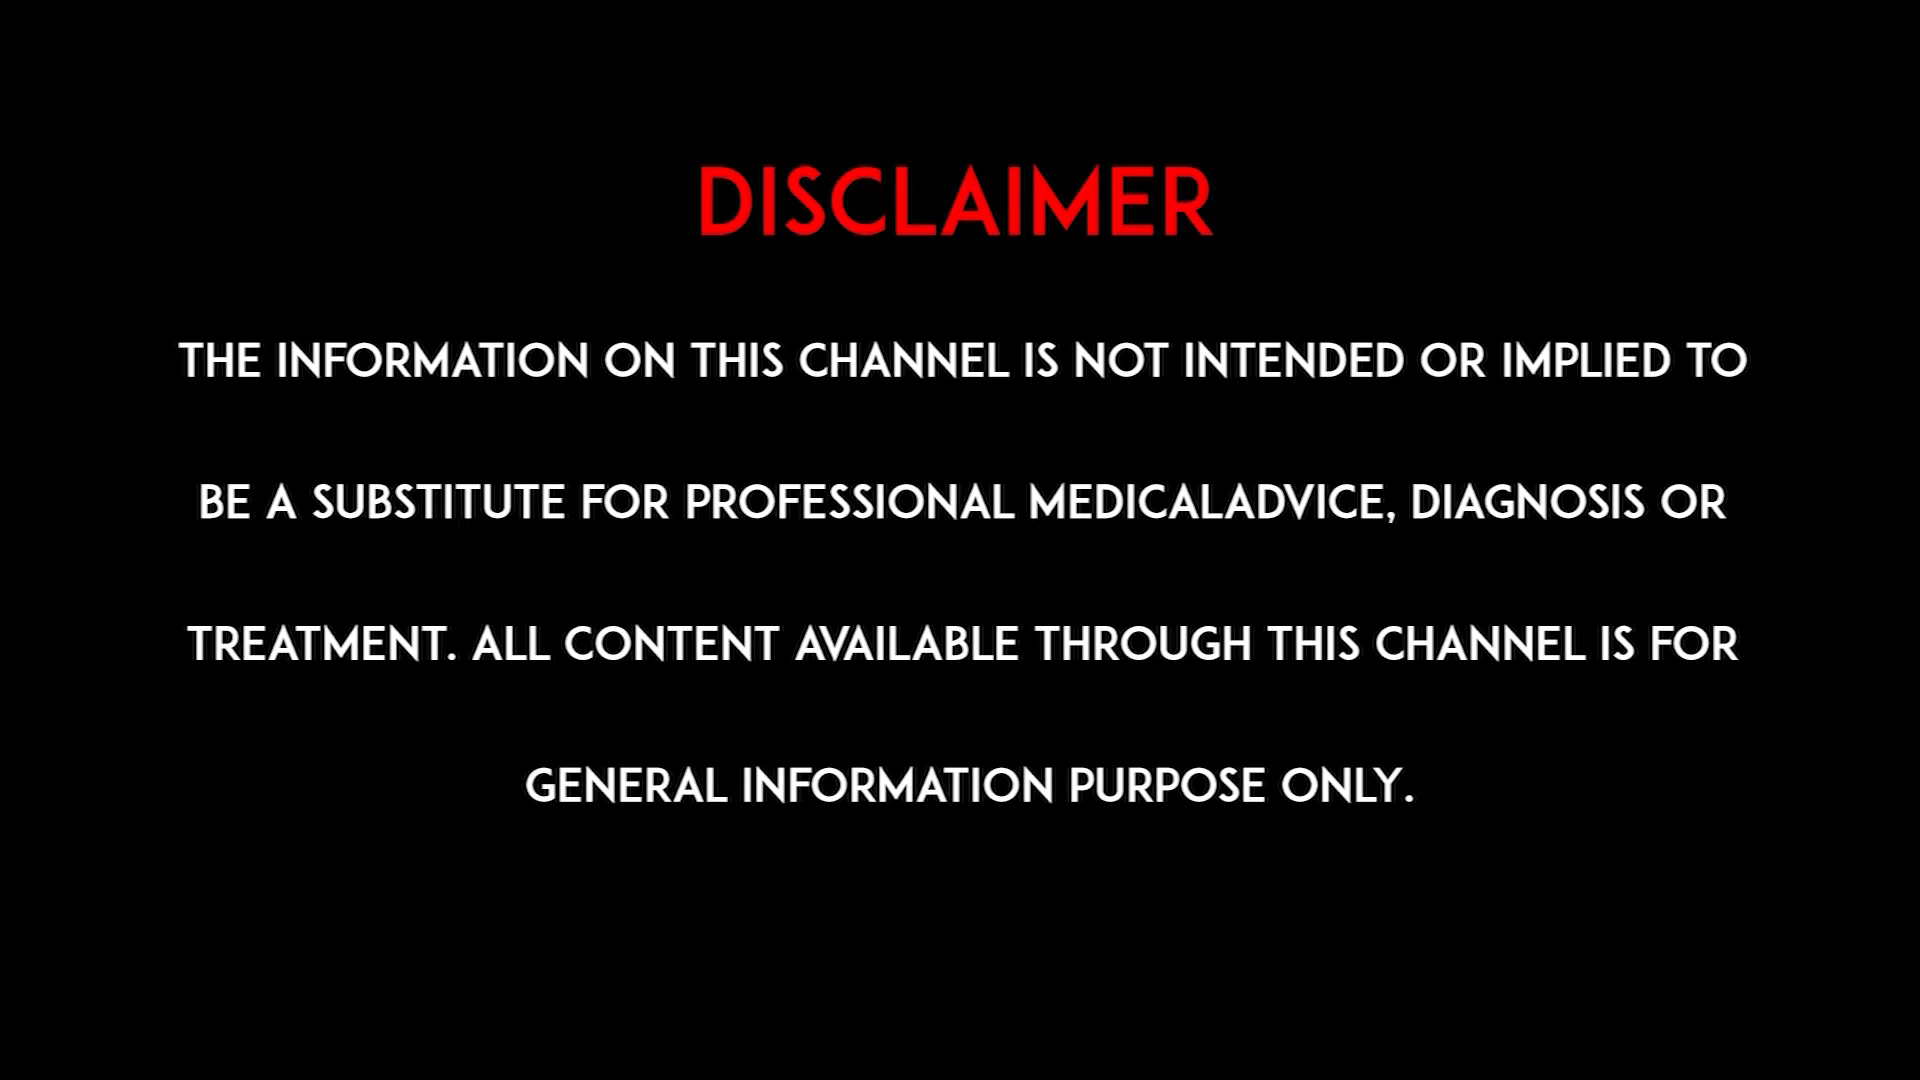 DISCLAIMER
THE INFORMATION ON THIS CHANNEL IS NOT INTENDED OR IMPLIED TO
BE A SUBSTITUTE FOR PROFESSIONAL MEDICALADVICE, DIAGNOSIS OR
TREATMENT. ALL CONTENT AVAILABLE THROUGH THIS CHANNEL IS FOR
GENERAL INFORMATION PURPOSE ONLY.